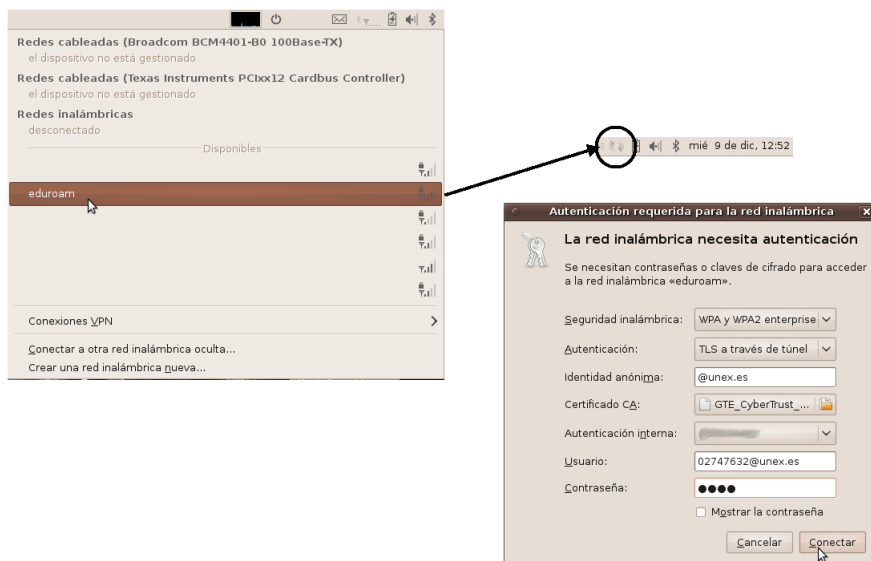 Redes cableadas (Broadcom BCM4401-B0 100Base-TX)
el dispositivo no está gestionado
Redes cableadas (Texas Instruments PCIxx12 Cardbus Controller)
el dispositivo no está gestionado
Redes inalámbricas
desconectado
Disponibles
eduroam
Conexiones VPN
Conectar a otra red inalámbrica oculta...
Crear una red inalámbrica nueva...
mié 9 de dic, 12:52
Autenticación requerida para la red inalámbrica
La red inalámbrica necesita autenticación
Se necesitan contraseñas o claves de cifrado para acceder
a la red inalámbrica «eduroam».
Seguridad inalámbrica: WPA y WPA2 enterprise
Autenticación: TLS a través de túnel
Identidad anónima: @unex.es
Certificado CA: GTE_CyberTrust_...
Autenticación interna:
Usuario: 02747632@unex.es
Contraseña: ●●●●
Mostrar la contraseña
Cancelar Conectar